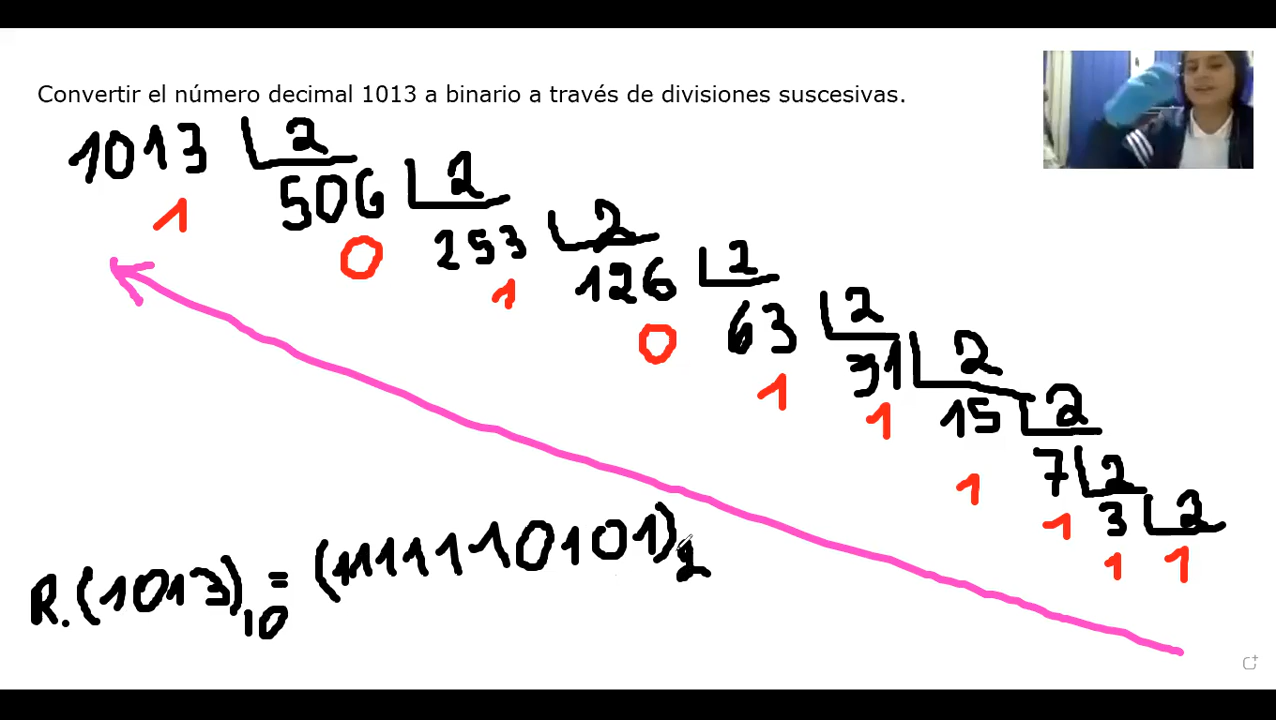 Convertir el número decimal 1013 a binario a través de divisiones suscesivas.
1013 2
1 506 2
0 253 2
1 126 2
0 63 2
1 31 2
1 15 2
1 7 2
1 3 2
1 1
R. (1013)10 = (1111110101)2